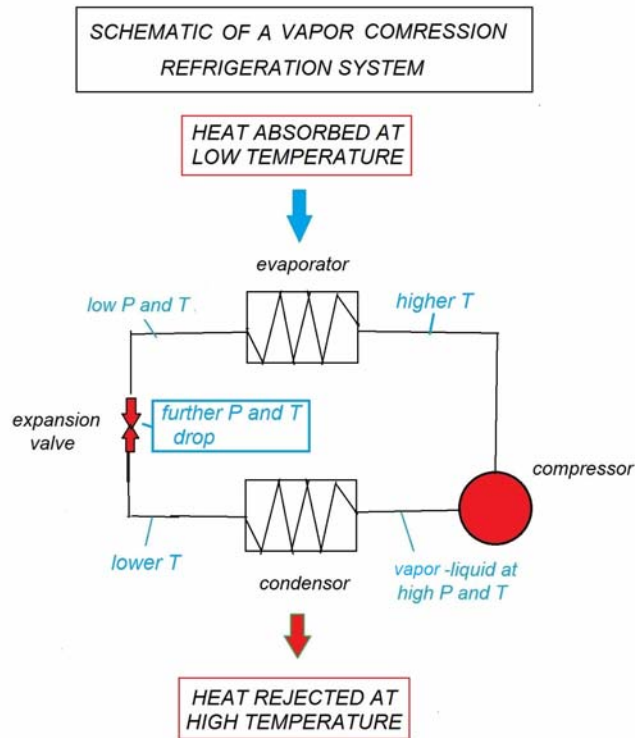 SCHEMATIC OF A VAPOR COMRESSION
REFRIGERATION SYSTEM
HEAT ABSORBED AT
LOW TEMPERATURE
evaporator
low P and T
higher T
expansion
valve
further P and T
drop
compressor
lower T
condensor
vapor -liquid at
high P and T
HEAT REJECTED AT
HIGH TEMPERATURE